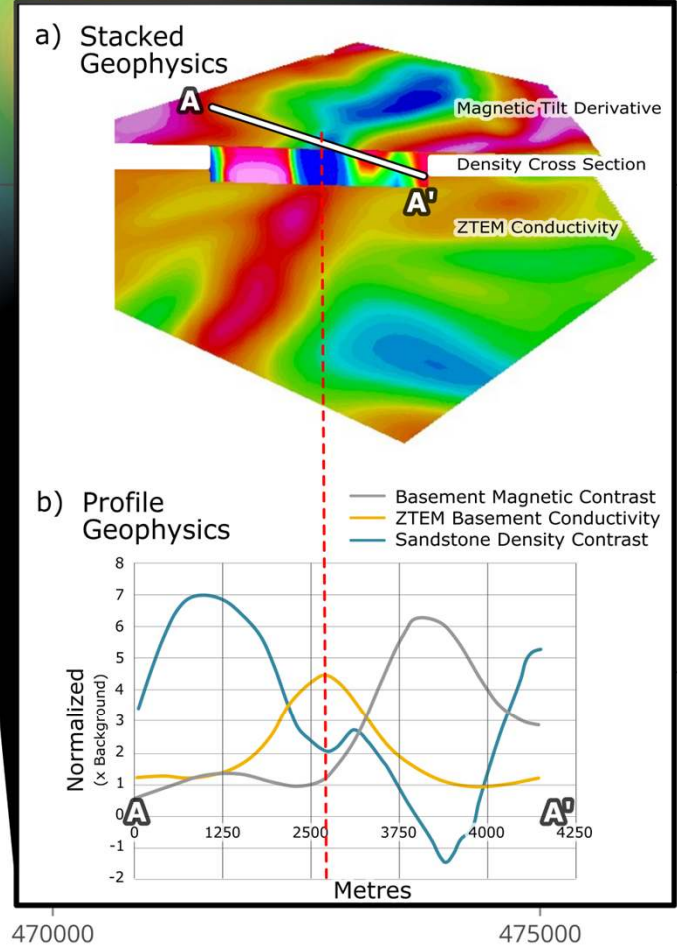 a) Stacked
Geophysics
A
Magnetic Tilt Derivative
Density Cross Section
A'
ZTEM Conductivity
b) Profile
Geophysics
Basement Magnetic Contrast
ZTEM Basement Conductivity
Sandstone Density Contrast
Normalized
(x Background)
8
7
6
5
4
3
2
1
0
-1
-2
A
A'
0 1250 2500 3750 4000 4250
Metres
470000 475000